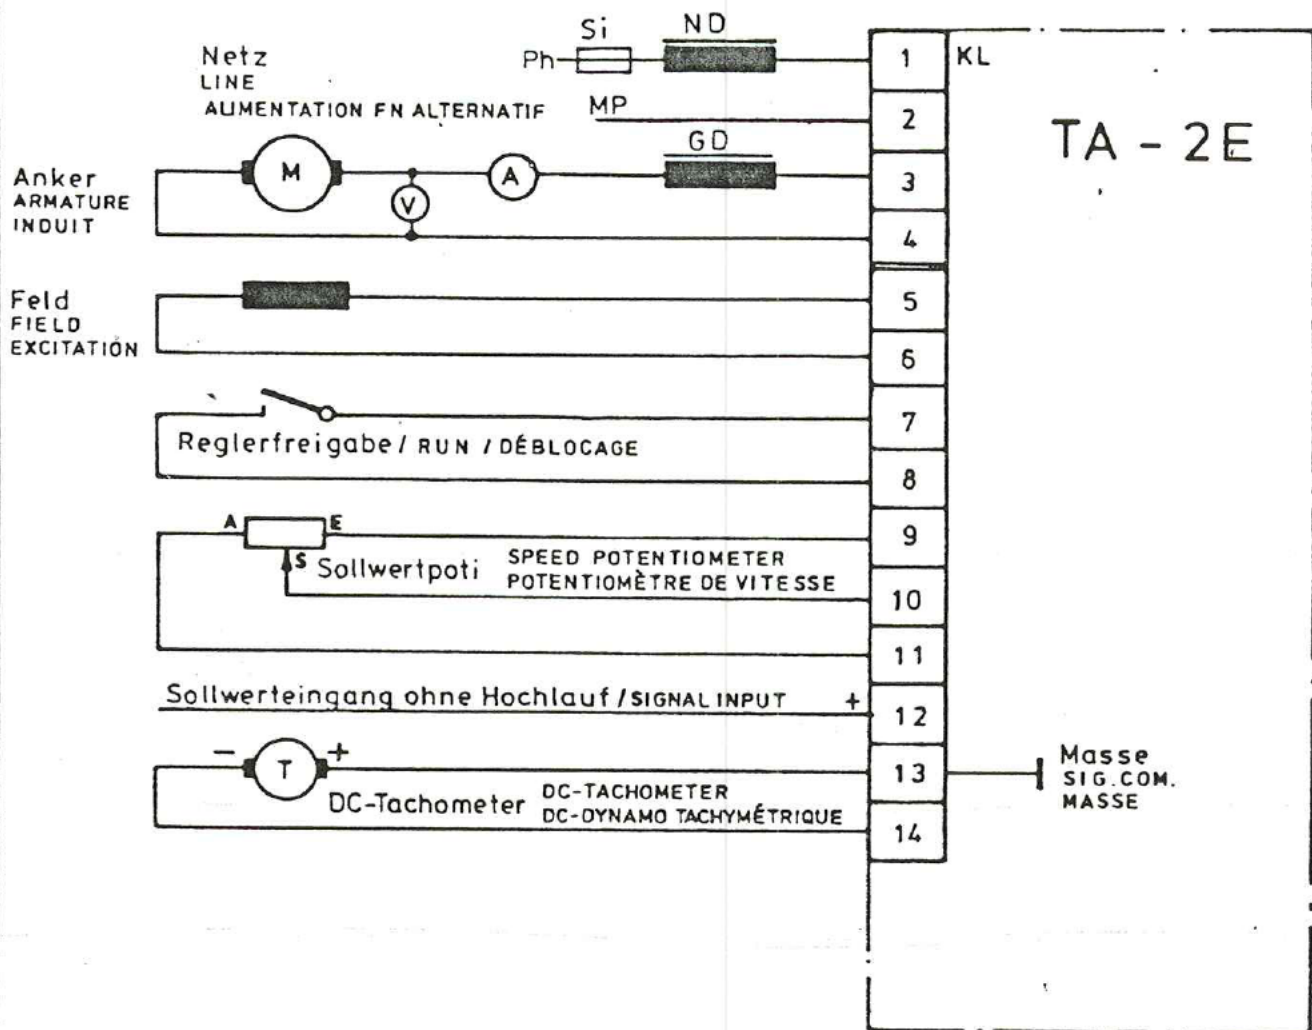 Si
ND
Netz
LINE
ALIMENTATION EN ALTERNATIF
Ph
1
KL
MP
2
TA - 2E
GD
Anker
ARMATURE
INDUIT
M
V
A
3
4
Feld
FIELD
EXCITATION
5
6
7
Reglerfreigabe / RUN / DÉBLOCAGE
8
A
E
9
S
Sollwertpoti
SPEED POTENTIOMETER
POTENTIOMÈTRE DE VITESSE
10
11
Sollwerteingang ohne Hochlauf / SIGNAL INPUT
+
12
-
T
+
13
Masse
SIG.COM.
MASSE
DC-Tachometer
DC-TACHOMETER
DC-DYNAMO TACHYMÉTRIQUE
14